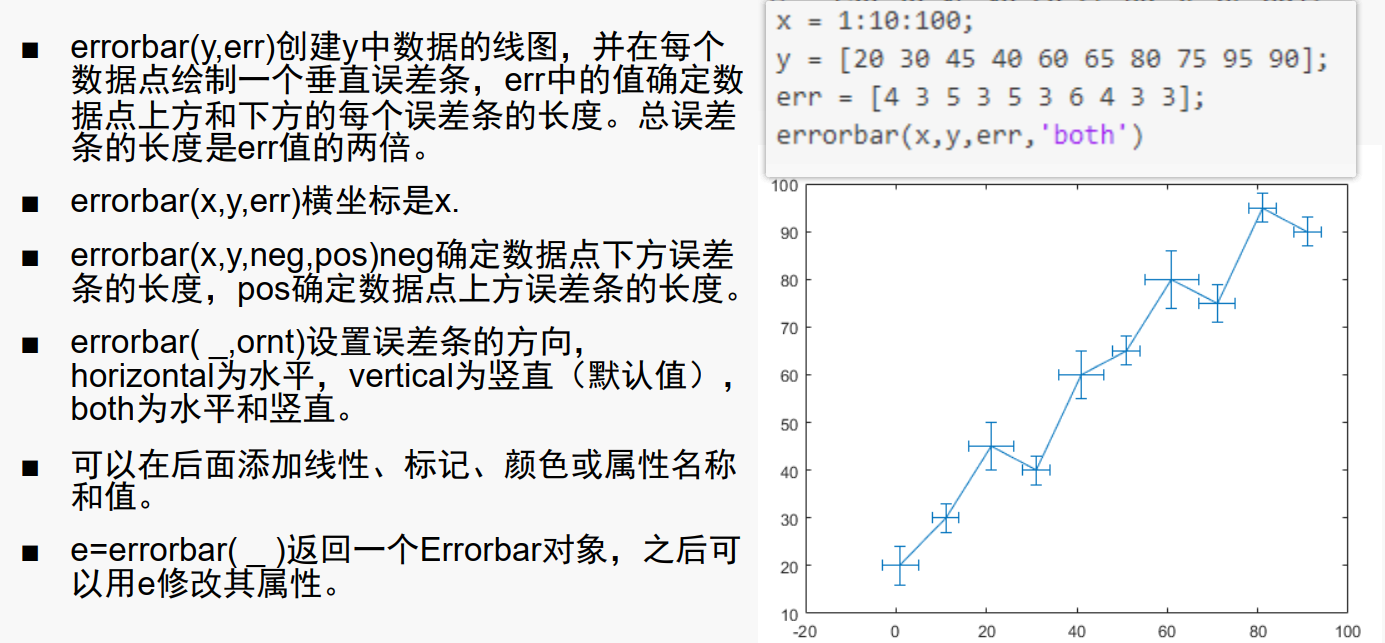 ■ errorbar(y,err)创建y中数据的线图，并在每个
数据点绘制一个垂直误差条，err中的值确定数
据点上方和下方的每个误差条的长度。总误差
条的长度是err值的两倍。
■ errorbar(x,y,err)横坐标是x.
■ errorbar(x,y,neg,pos)neg确定数据点下方误差
条的长度，pos确定数据点上方误差条的长度。
■ errorbar( _,ornt)设置误差条的方向，
horizontal为水平，vertical为竖直（默认值），
both为水平和竖直。
■ 可以在后面添加线性、标记、颜色或属性名称
和值。
■ e=errorbar( _ )返回一个Errorbar对象，之后可
以用e修改其属性。
x = 1:10:100;
y = [20 30 45 40 60 65 80 75 95 90];
err = [4 3 5 3 5 3 6 4 3 3];
errorbar(x,y,err,'both')
100
90
80
70
60
50
40
30
20
10
-20 0 20 40 60 80 100